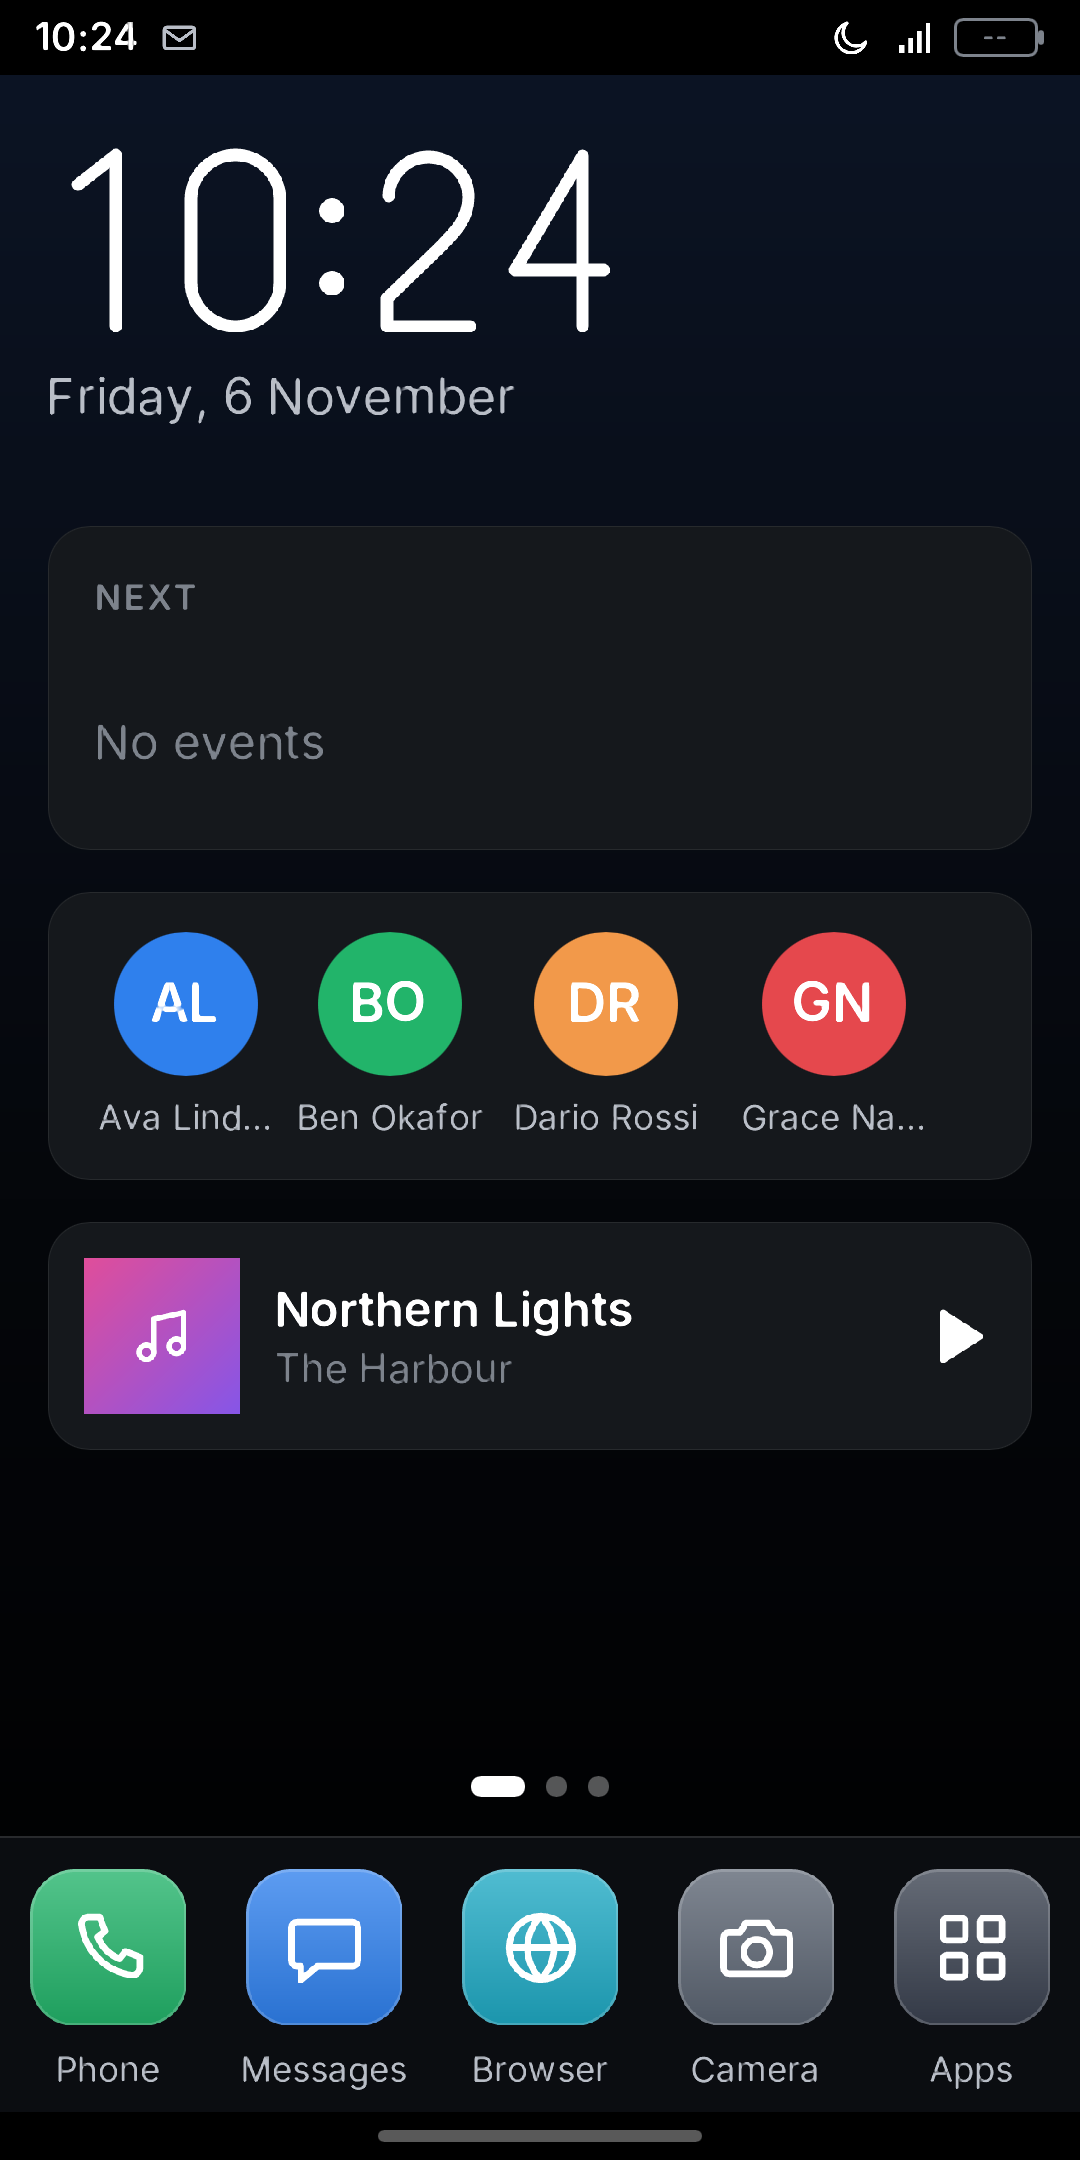 10:24
--
10:24
Friday, 6 November
NEXT
No events
AL BO DR GN
Ava Lind... Ben Okafor Dario Rossi Grace Na...
Northern Lights
The Harbour
Phone Messages Browser Camera Apps